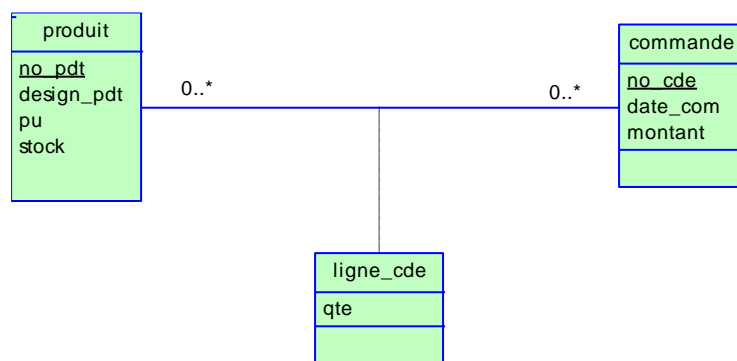 produit
no_pdt
design_pdt
pu
stock
0..*
0..*
commande
no_cde
date_com
montant
ligne_cde
qte